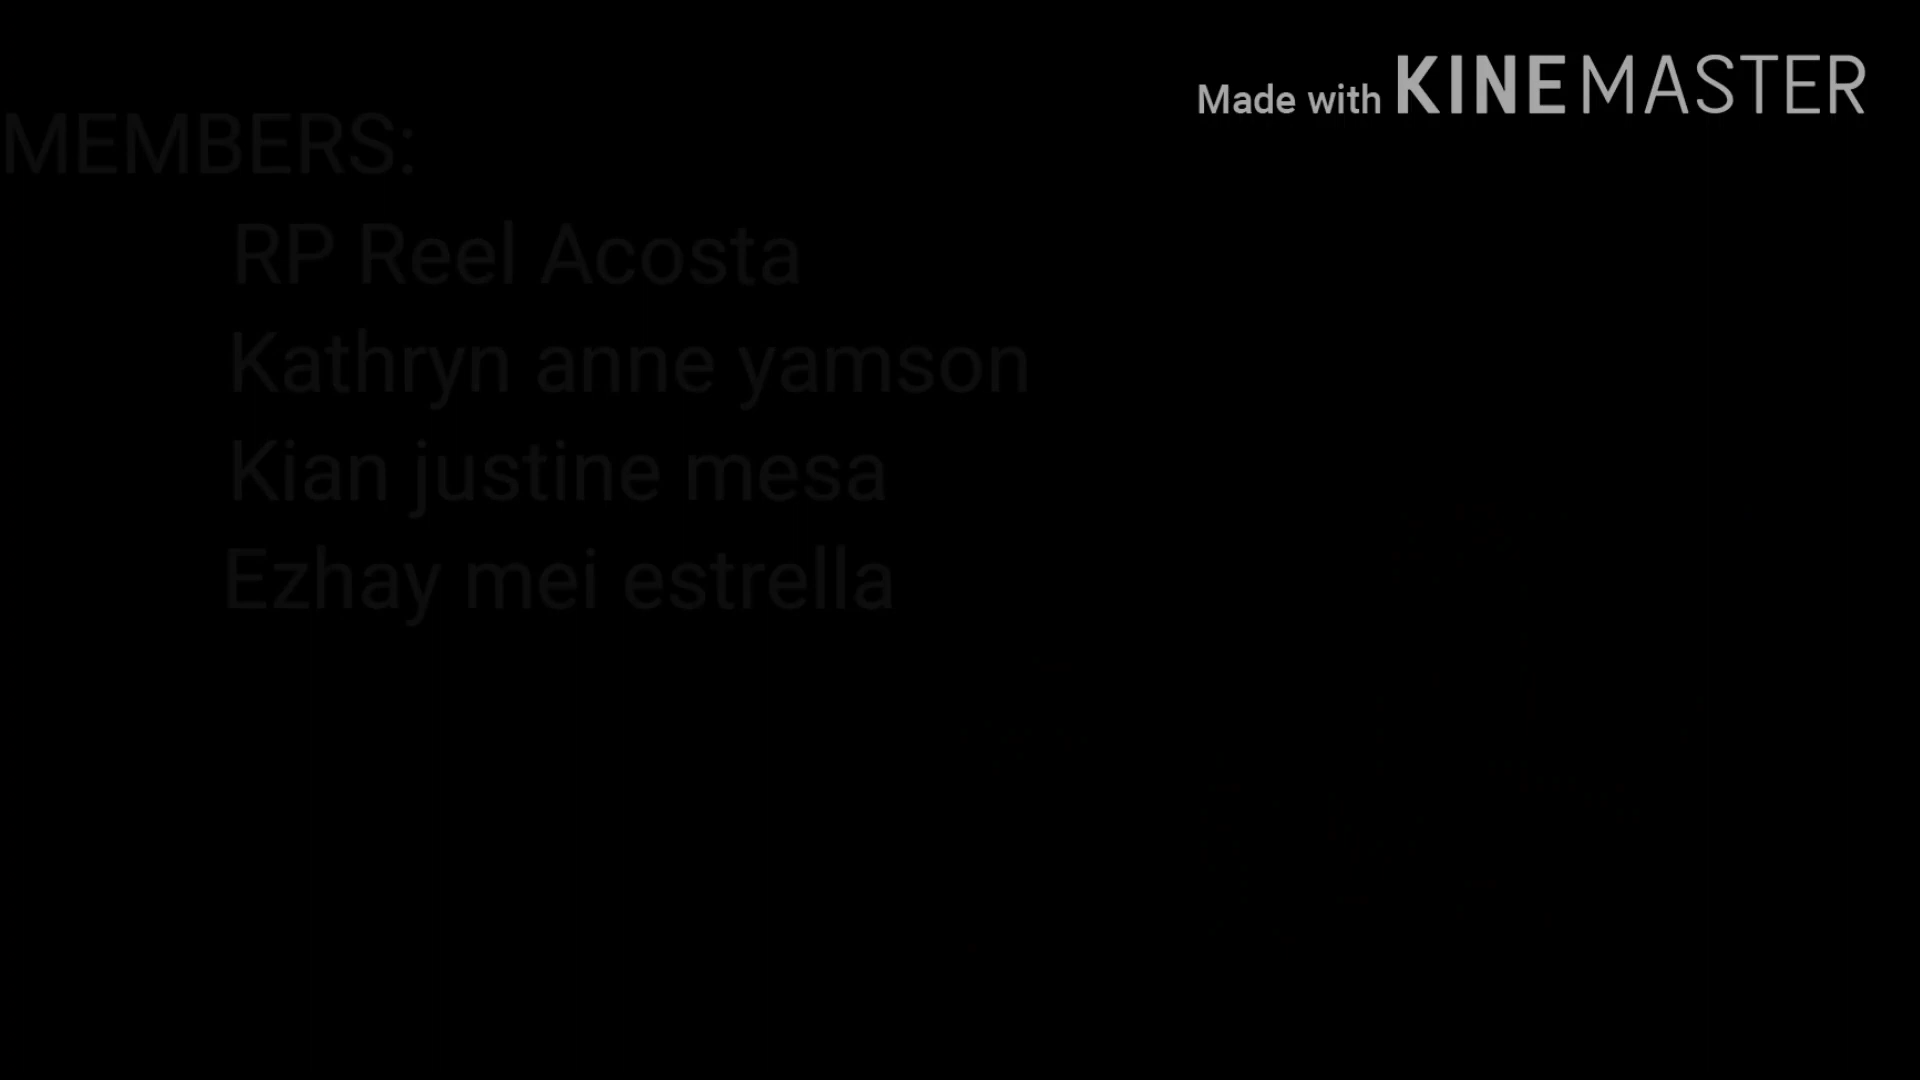 Made with KINEMASTER
MEMBERS:
RP Reel Acosta
Kathryn anne yamson
Kian justine mesa
Ezhay mei estrella